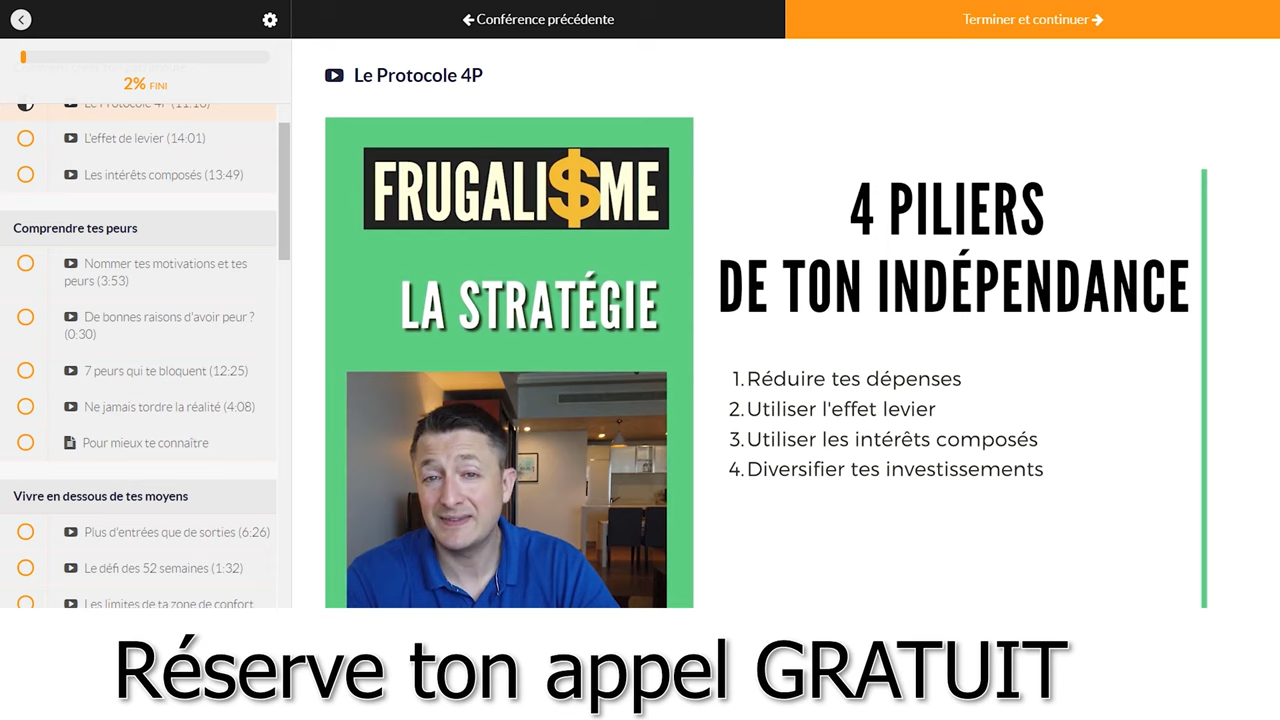 Conférence précédente
Terminer et continuer
2% FINI
Le Protocole 4P (11:16)
L'effet de levier (14:01)
Les intérêts composés (13:49)
Comprendre tes peurs
Nommer tes motivations et tes
peurs (3:53)
De bonnes raisons d'avoir peur ?
(0:30)
7 peurs qui te bloquent (12:25)
Ne jamais tordre la réalité (4:08)
Pour mieux te connaître
Vivre en dessous de tes moyens
Plus d'entrées que de sorties (6:26)
Le défi des 52 semaines (1:32)
Les limites de ta zone de confort
Le Protocole 4P
FRUGALI$ME
LA STRATÉGIE
4 PILIERS
DE TON INDÉPENDANCE
1. Réduire tes dépenses
2. Utiliser l'effet levier
3. Utiliser les intérêts composés
4. Diversifier tes investissements
Réserve ton appel GRATUIT